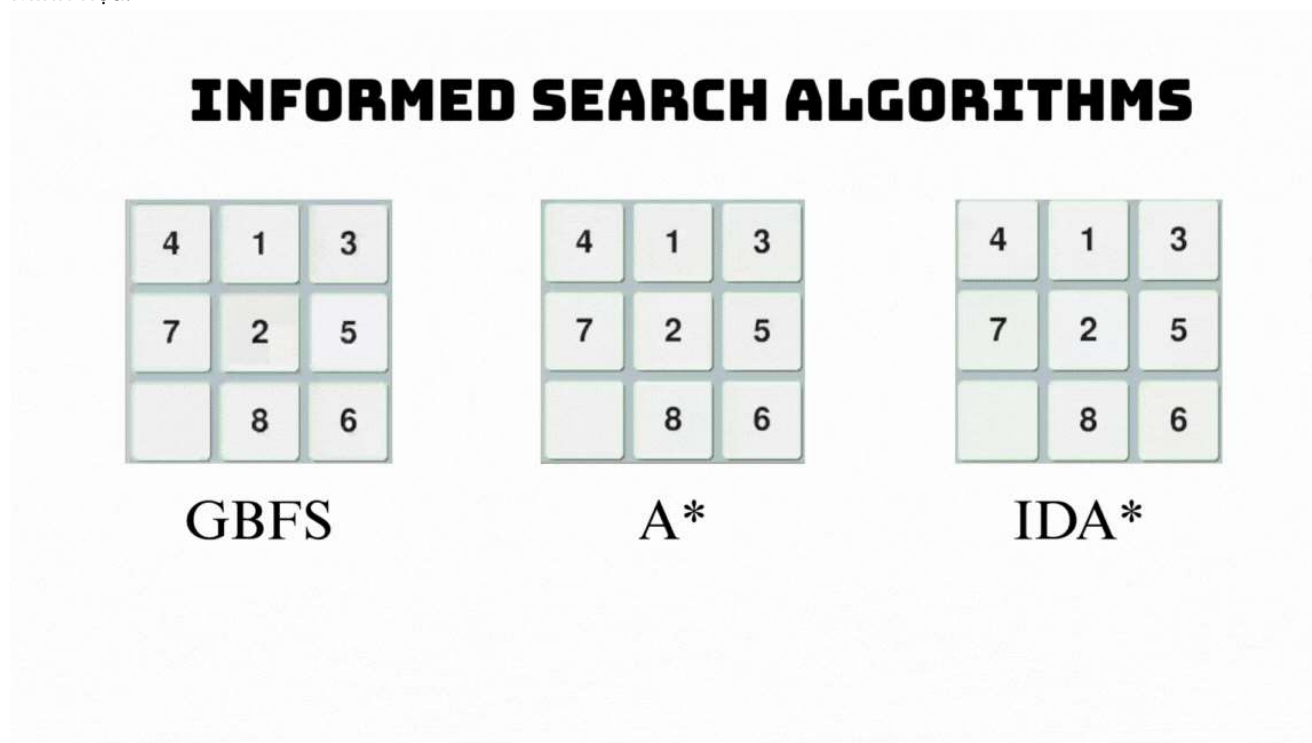 INFORMED SEARCH ALGORITHMS
4 1 3 4 1 3 4 1 3
7 2 5 7 2 5 7 2 5
8 6 8 6 8 6
GBFS A* IDA*